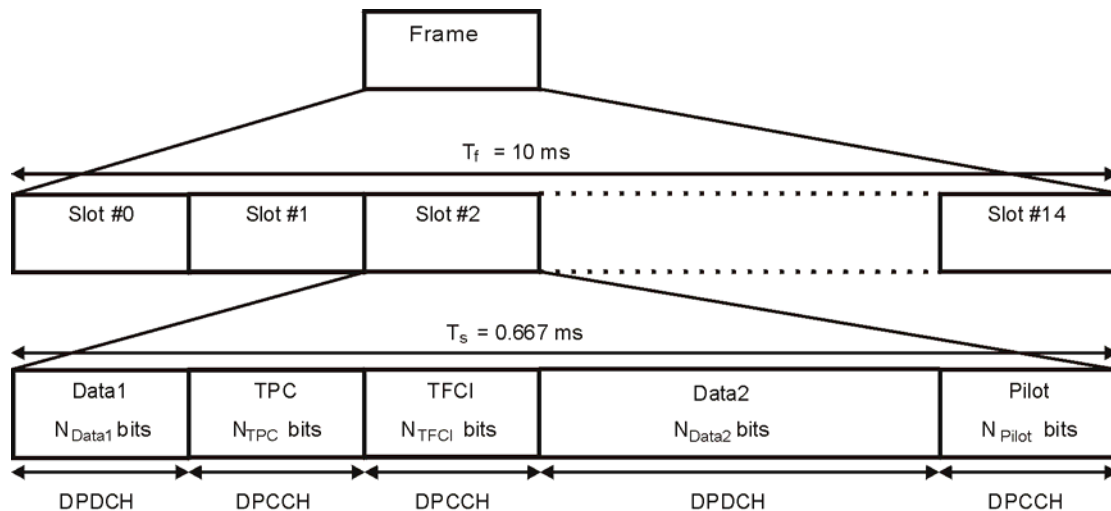 Frame
T_f = 10 ms
Slot #0 Slot #1 Slot #2 Slot #14
T_s = 0.667 ms
Data1 TPC TFCI Data2 Pilot
N_Data1 bits N_TPC bits N_TFCI bits N_Data2 bits N_Pilot bits
DPDCH DPCCH DPCCH DPDCH DPCCH